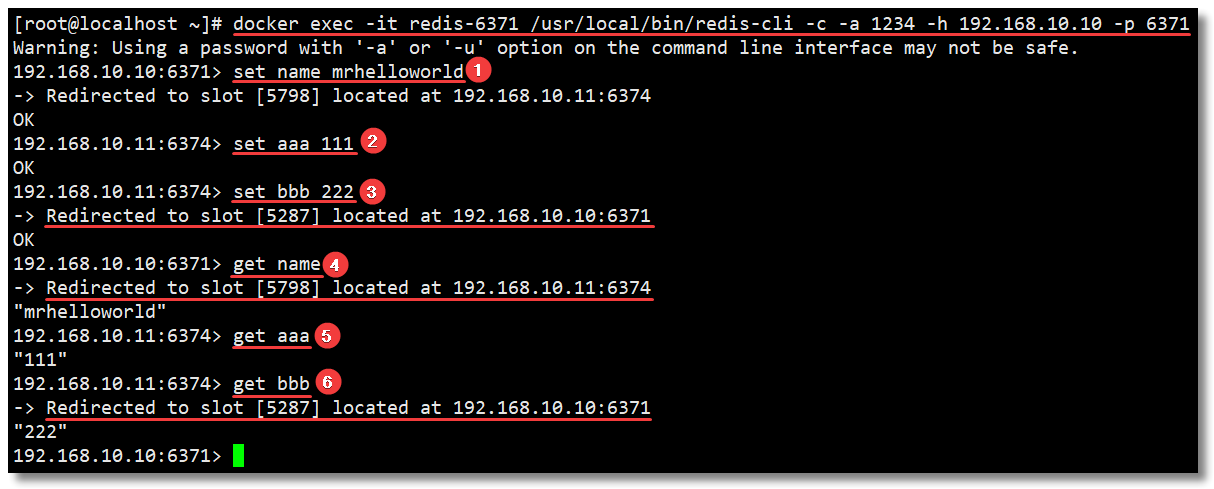 [root@localhost ~]# docker exec -it redis-6371 /usr/local/bin/redis-cli -c -a 1234 -h 192.168.10.10 -p 6371
Warning: Using a password with '-a' or '-u' option on the command line interface may not be safe.
192.168.10.10:6371> set name mrhelloworld 1
-> Redirected to slot [5798] located at 192.168.10.11:6374
OK
192.168.10.11:6374> set aaa 111 2
OK
192.168.10.11:6374> set bbb 222 3
-> Redirected to slot [5287] located at 192.168.10.10:6371
OK
192.168.10.10:6371> get name 4
-> Redirected to slot [5798] located at 192.168.10.11:6374
"mrhelloworld"
192.168.10.11:6374> get aaa 5
"111"
192.168.10.11:6374> get bbb 6
-> Redirected to slot [5287] located at 192.168.10.10:6371
"222"
192.168.10.10:6371>